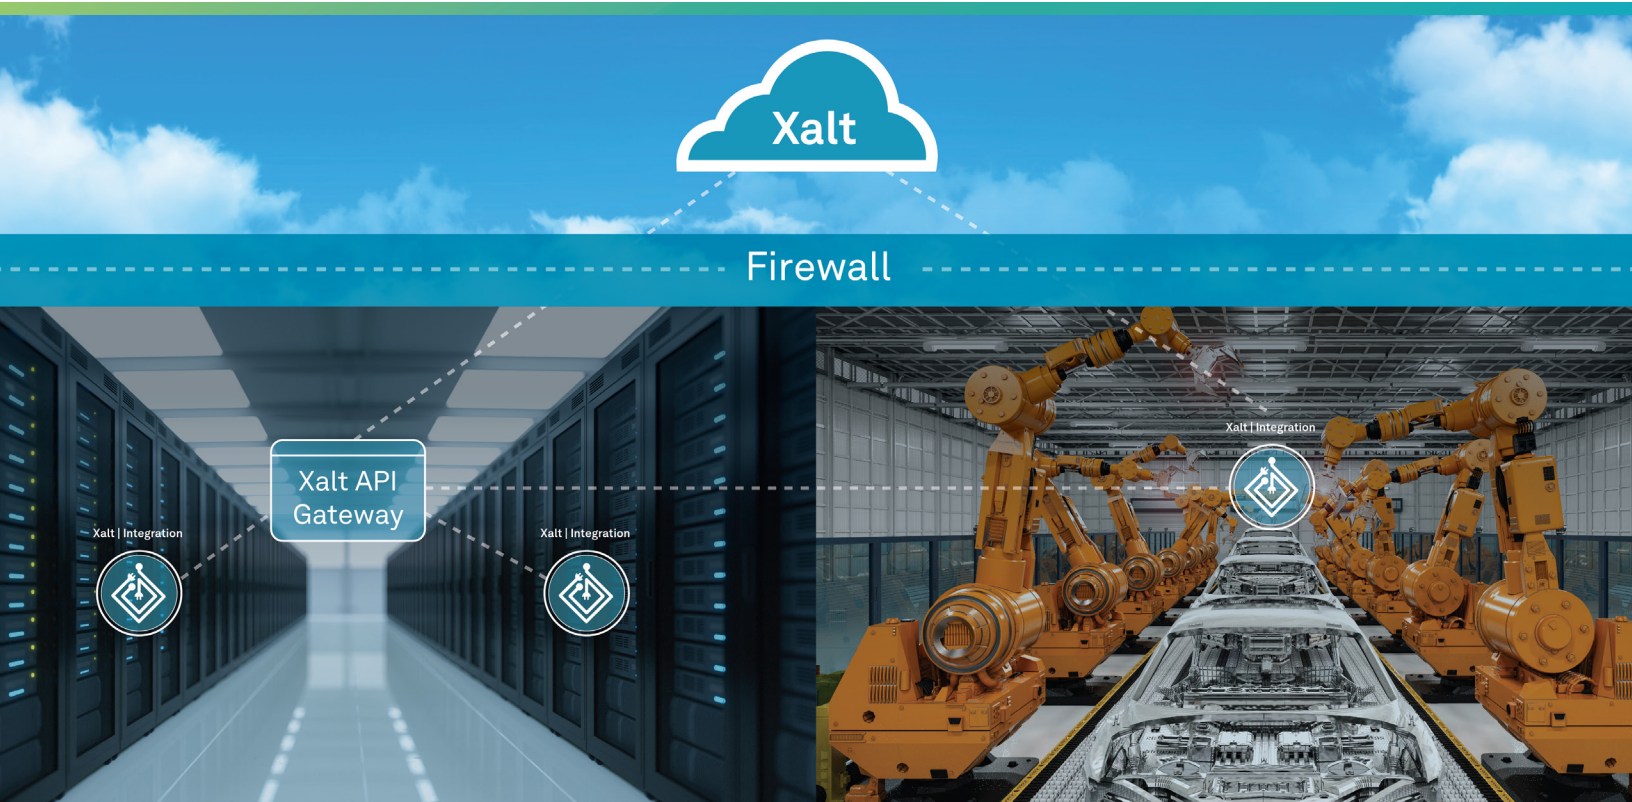 Xalt
Firewall
Xalt | Integration
Xalt API
Gateway
Xalt | Integration
Xalt | Integration